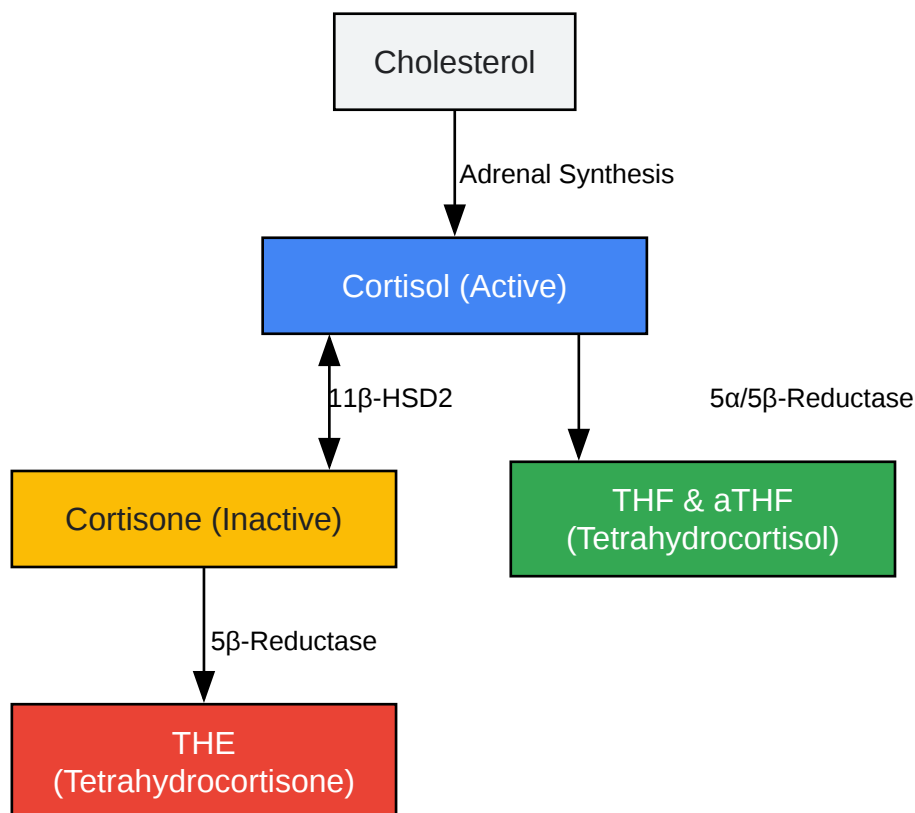 Cholesterol
Adrenal Synthesis
Cortisol (Active)
11β-HSD2
5α/5β-Reductase
Cortisone (Inactive)
THF & aTHF
(Tetrahydrocortisol)
5β-Reductase
THE
(Tetrahydrocortisone)